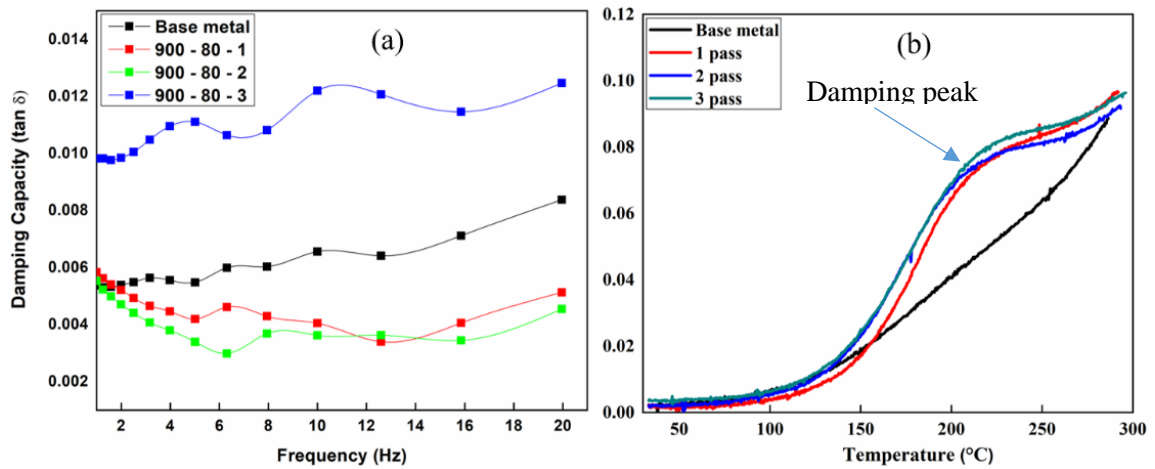 Base metal
900 - 80 - 1
900 - 80 - 2
900 - 80 - 3
(a)
0.014
0.012
0.010
0.008
0.006
0.004
0.002
Damping Capacity (tan δ)
2 4 6 8 10 12 14 16 18 20
Frequency (Hz)
Base metal
1 pass
2 pass
3 pass
(b)
Damping peak
0.12
0.10
0.08
0.06
0.04
0.02
0.00
50 100 150 200 250 300
Temperature (°C)